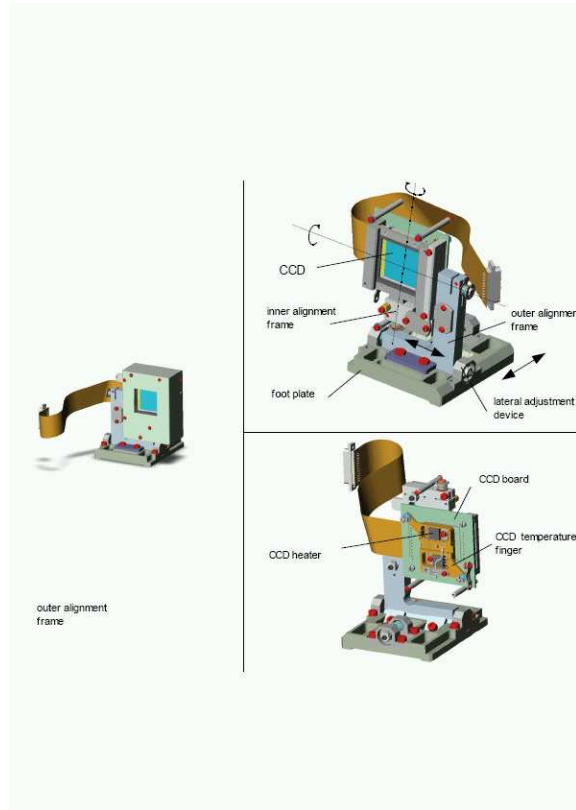 CCD
inner alignment
frame
outer alignment
frame
foot plate
lateral adjustment
device
CCD board
CCD heater
CCD temperature
finger
outer alignment
frame